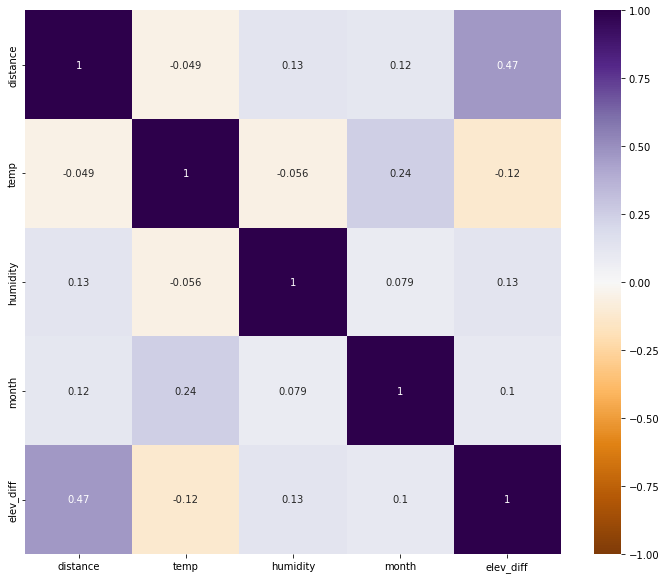 distance 1 -0.049 0.13 0.12 0.47
temp -0.049 1 -0.056 0.24 -0.12
humidity 0.13 -0.056 1 0.079 0.13
month 0.12 0.24 0.079 1 0.1
elev_diff 0.47 -0.12 0.13 0.1 1
distance temp humidity month elev_diff
1.00
0.75
0.50
0.25
0.00
−0.25
−0.50
−0.75
−1.00